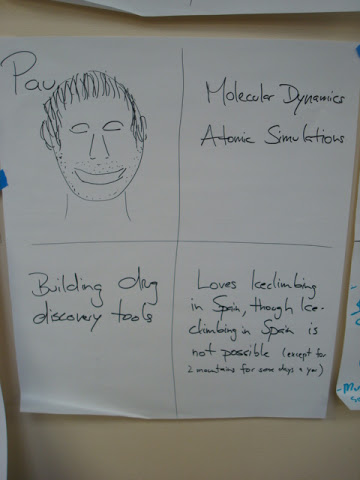 Pau
Molecular Dynamics
Atomic Simulations
Building drug
discovery tools
Loves Iceclimbing
in Spain, though Ice-
climbing in Spain is
not possible (except for
2 mountains for some days a year)